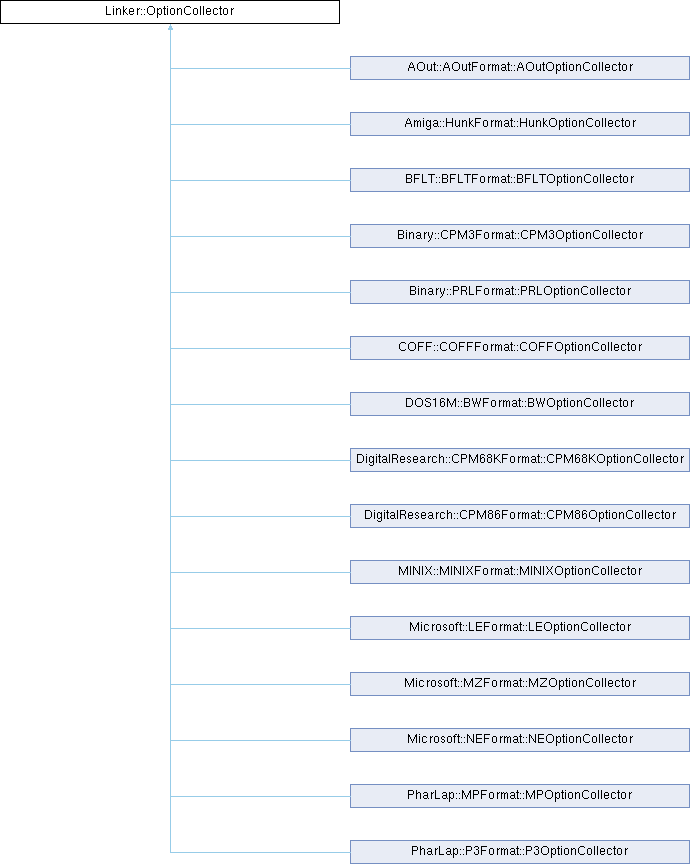 Linker::OptionCollector
AOut::AOutFormat::AOutOptionCollector
Amiga::HunkFormat::HunkOptionCollector
BFLT::BFLTFormat::BFLTOptionCollector
Binary::CPM3Format::CPM3OptionCollector
Binary::PRLFormat::PRLOptionCollector
COFF::COFFFormat::COFFOptionCollector
DOS16M::BWFormat::BWOptionCollector
DigitalResearch::CPM68KFormat::CPM68KOptionCollector
DigitalResearch::CPM86Format::CPM86OptionCollector
MINIX::MINIXFormat::MINIXOptionCollector
Microsoft::LEFormat::LEOptionCollector
Microsoft::MZFormat::MZOptionCollector
Microsoft::NEFormat::NEOptionCollector
PharLap::MPFormat::MPOptionCollector
PharLap::P3Format::P3OptionCollector